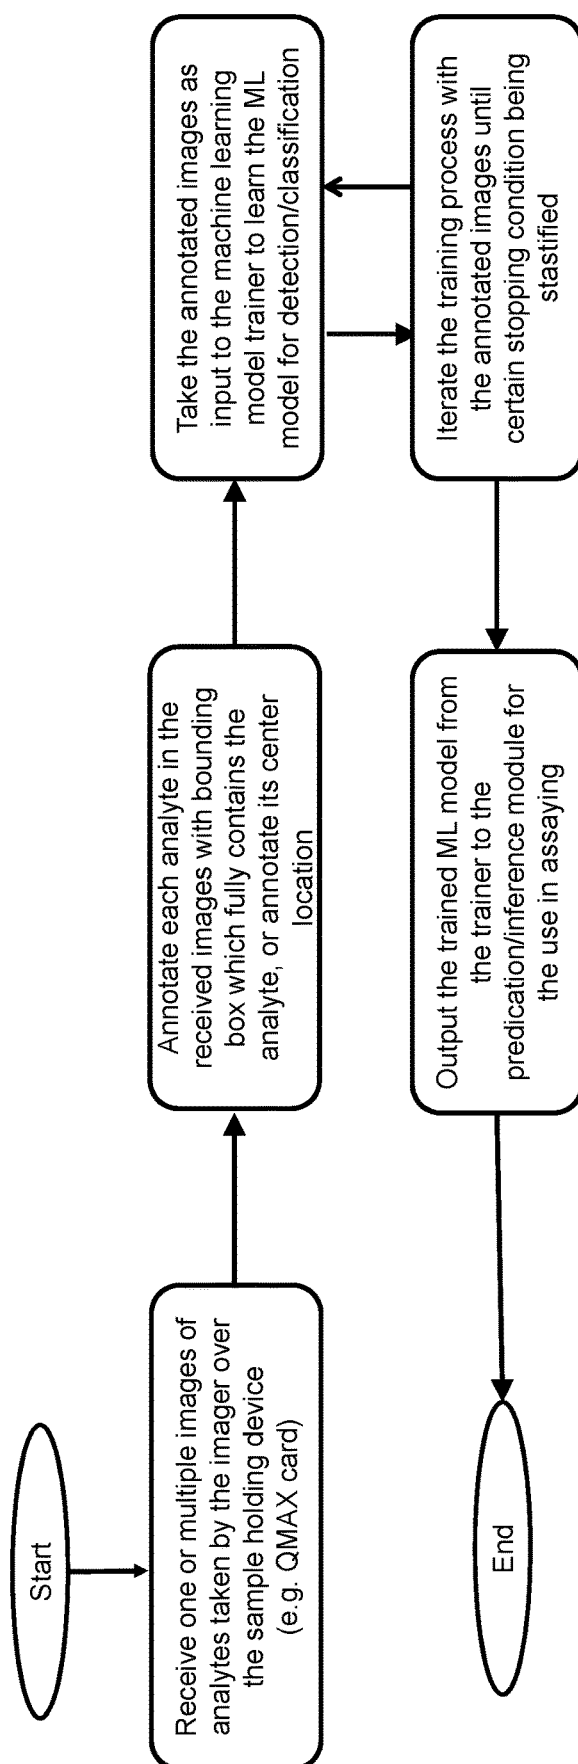 Start
Receive one or multiple images of
analytes taken by the imager over
the sample holding device
(e.g. QMAX card)
Annotate each analyte in the
received images with bounding
box which fully contains the
analyte, or annotate its center
location
Take the annotated images as
input to the machine learning
model trainer to learn the ML
model for detection/classification
Iterate the training process with
the annotated images until
certain stopping condition being
stastified
Output the trained ML model from
the trainer to the
predication/inference module for
the use in assaying
End